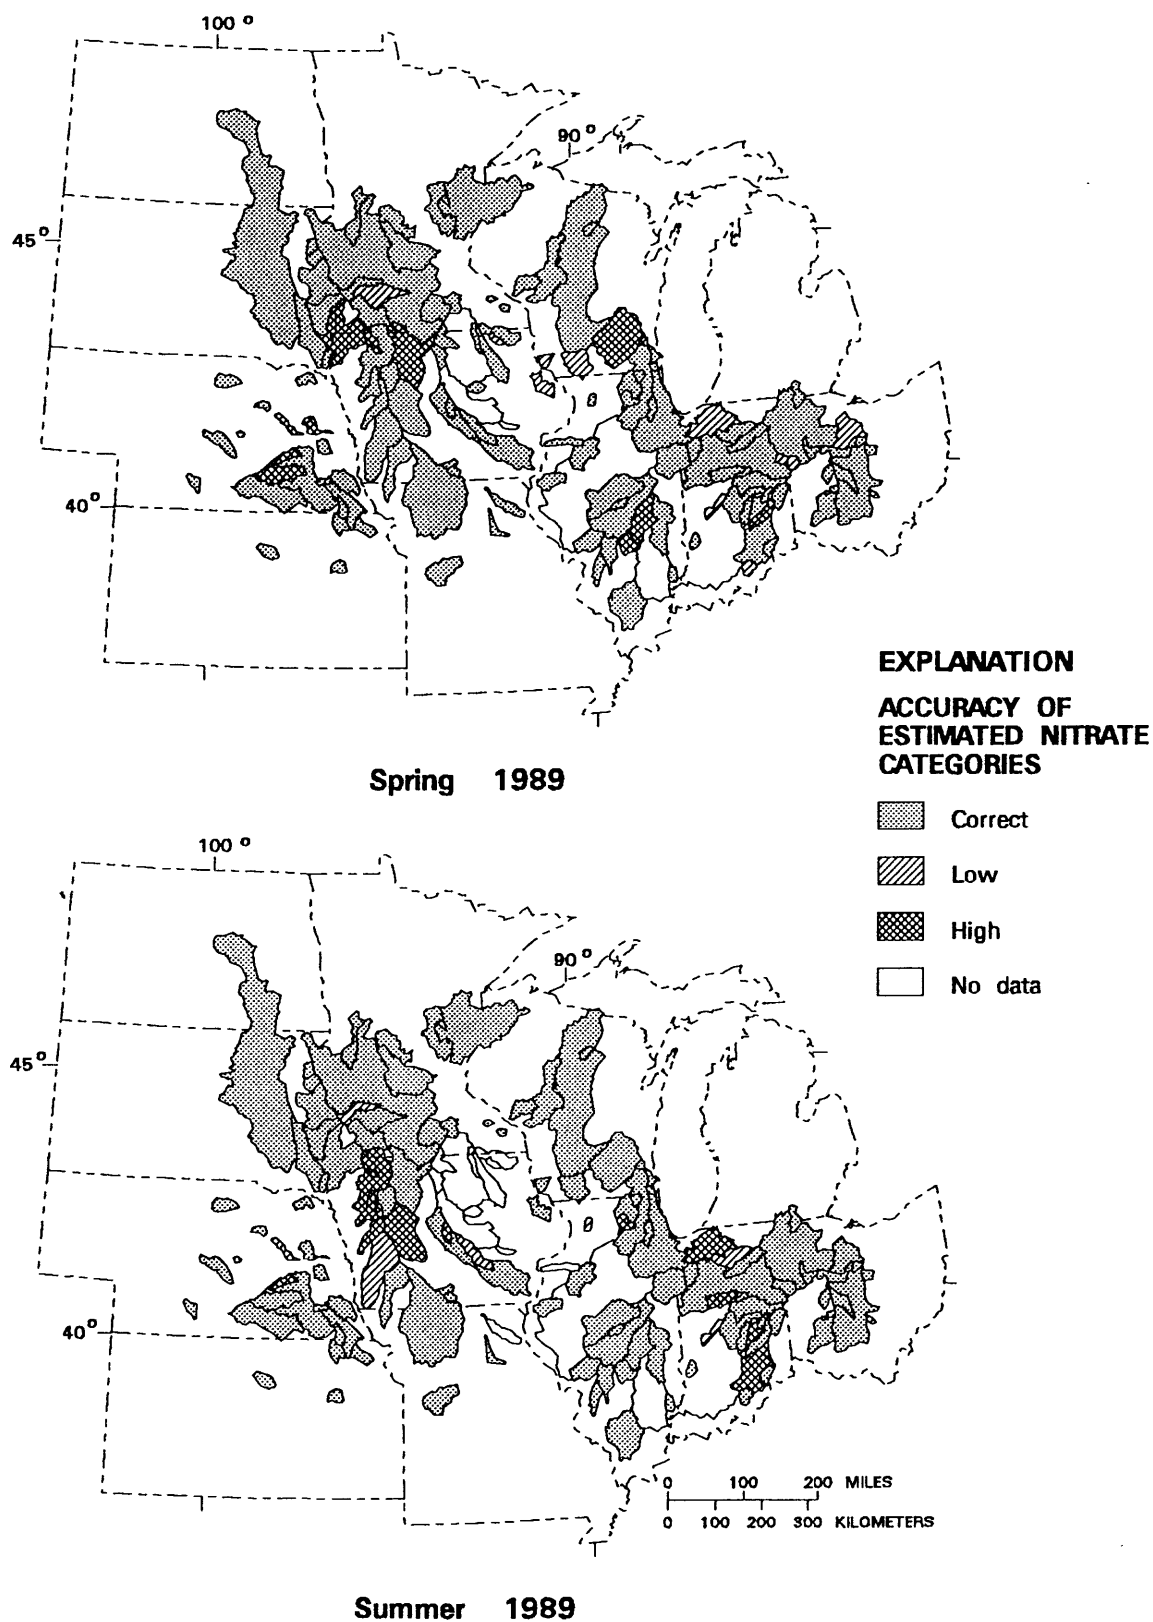 100 °
90 °
45°
40°
Spring 1989
EXPLANATION
ACCURACY OF
ESTIMATED NITRATE
CATEGORIES
Correct
Low
High
No data
100 °
90 °
45°
40°
0 100 200 MILES
0 100 200 300 KILOMETERS
Summer 1989